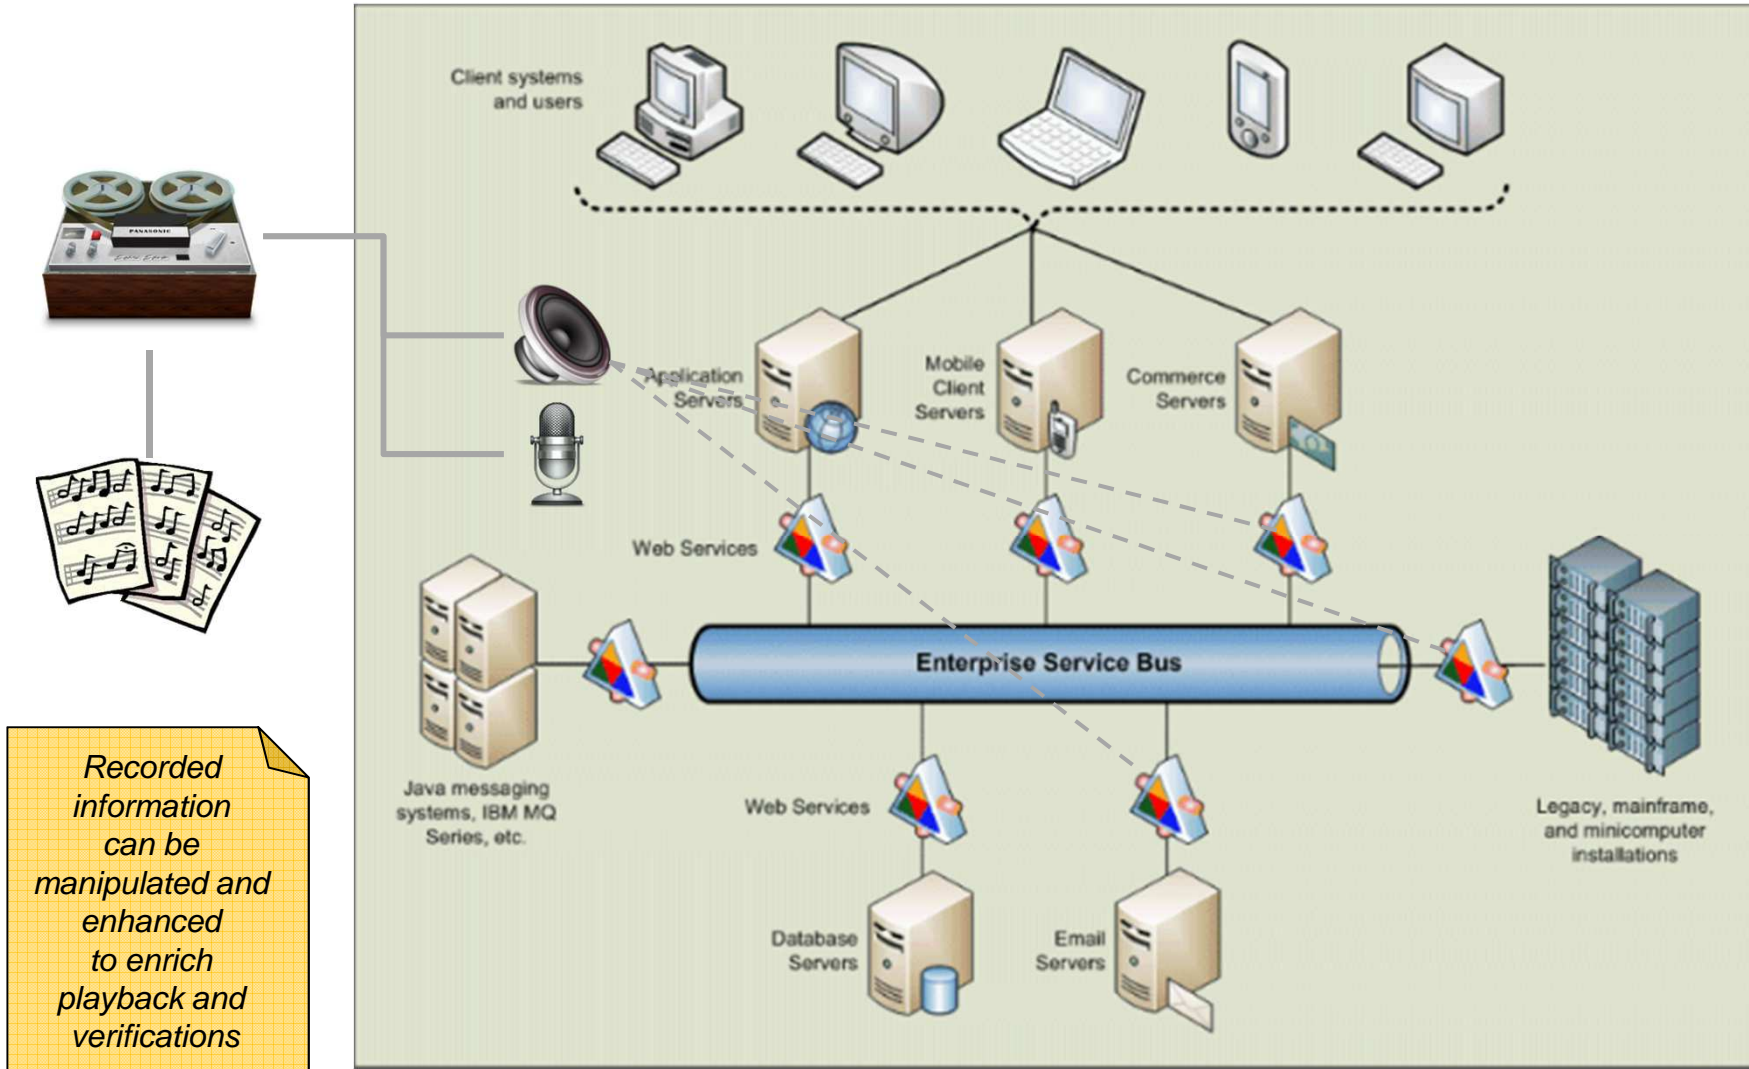 Client systems
and users
PANASONIC
Application
Servers
Mobile
Client
Servers
Commerce
Servers
Web Services
Enterprise Service Bus
Java messaging
systems, IBM MQ
Series, etc.
Web Services
Legacy, mainframe,
and minicomputer
installations
Database
Servers
Email
Servers
Recorded
information
can be
manipulated and
enhanced
to enrich
playback and
verifications